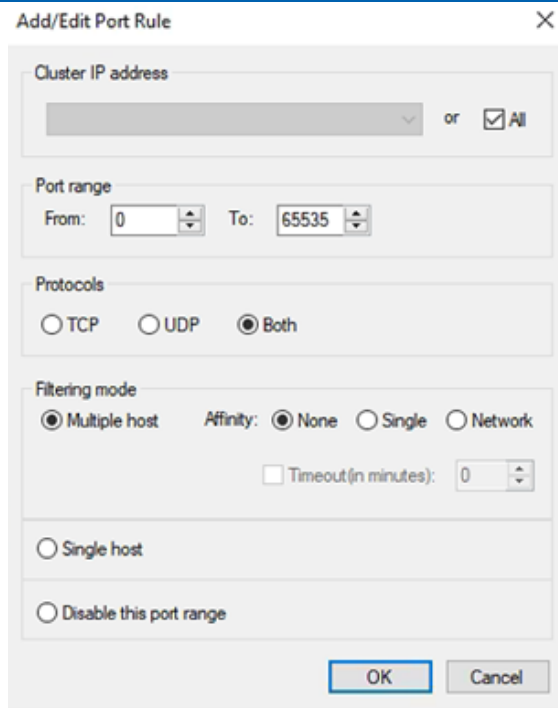 Add/Edit Port Rule
Cluster IP address
or All
Port range
From: 0 To: 65535
Protocols
TCP UDP Both
Filtering mode
Multiple host Affinity: None Single Network
Timeout(in minutes): 0
Single host
Disable this port range
OK Cancel